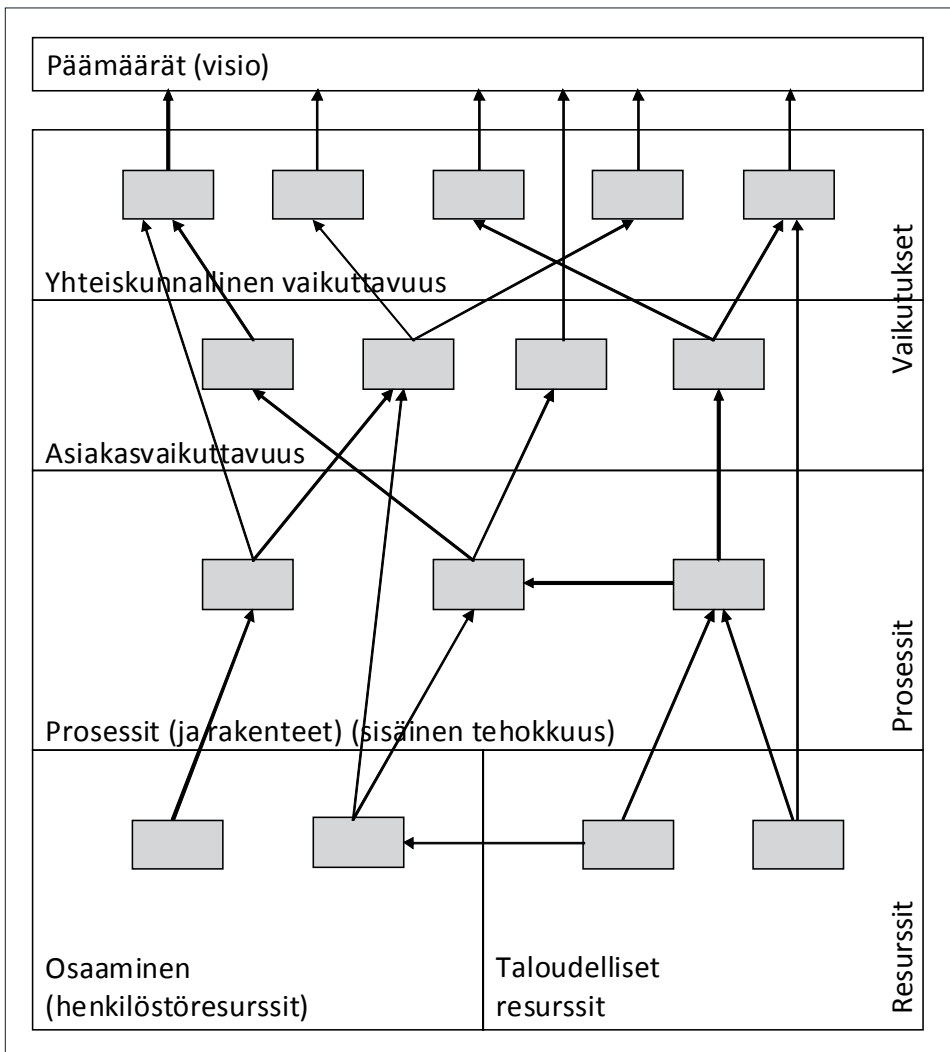 Päämäärät (visio)
Yhteiskunnallinen vaikuttavuus
Vaikutukset
Asiakasvaikuttavuus
Prosessit
Prosessit (ja rakenteet) (sisäinen tehokkuus)
Osaaminen
(henkilöstöresurssit)
Taloudelliset
resurssit
Resurssit